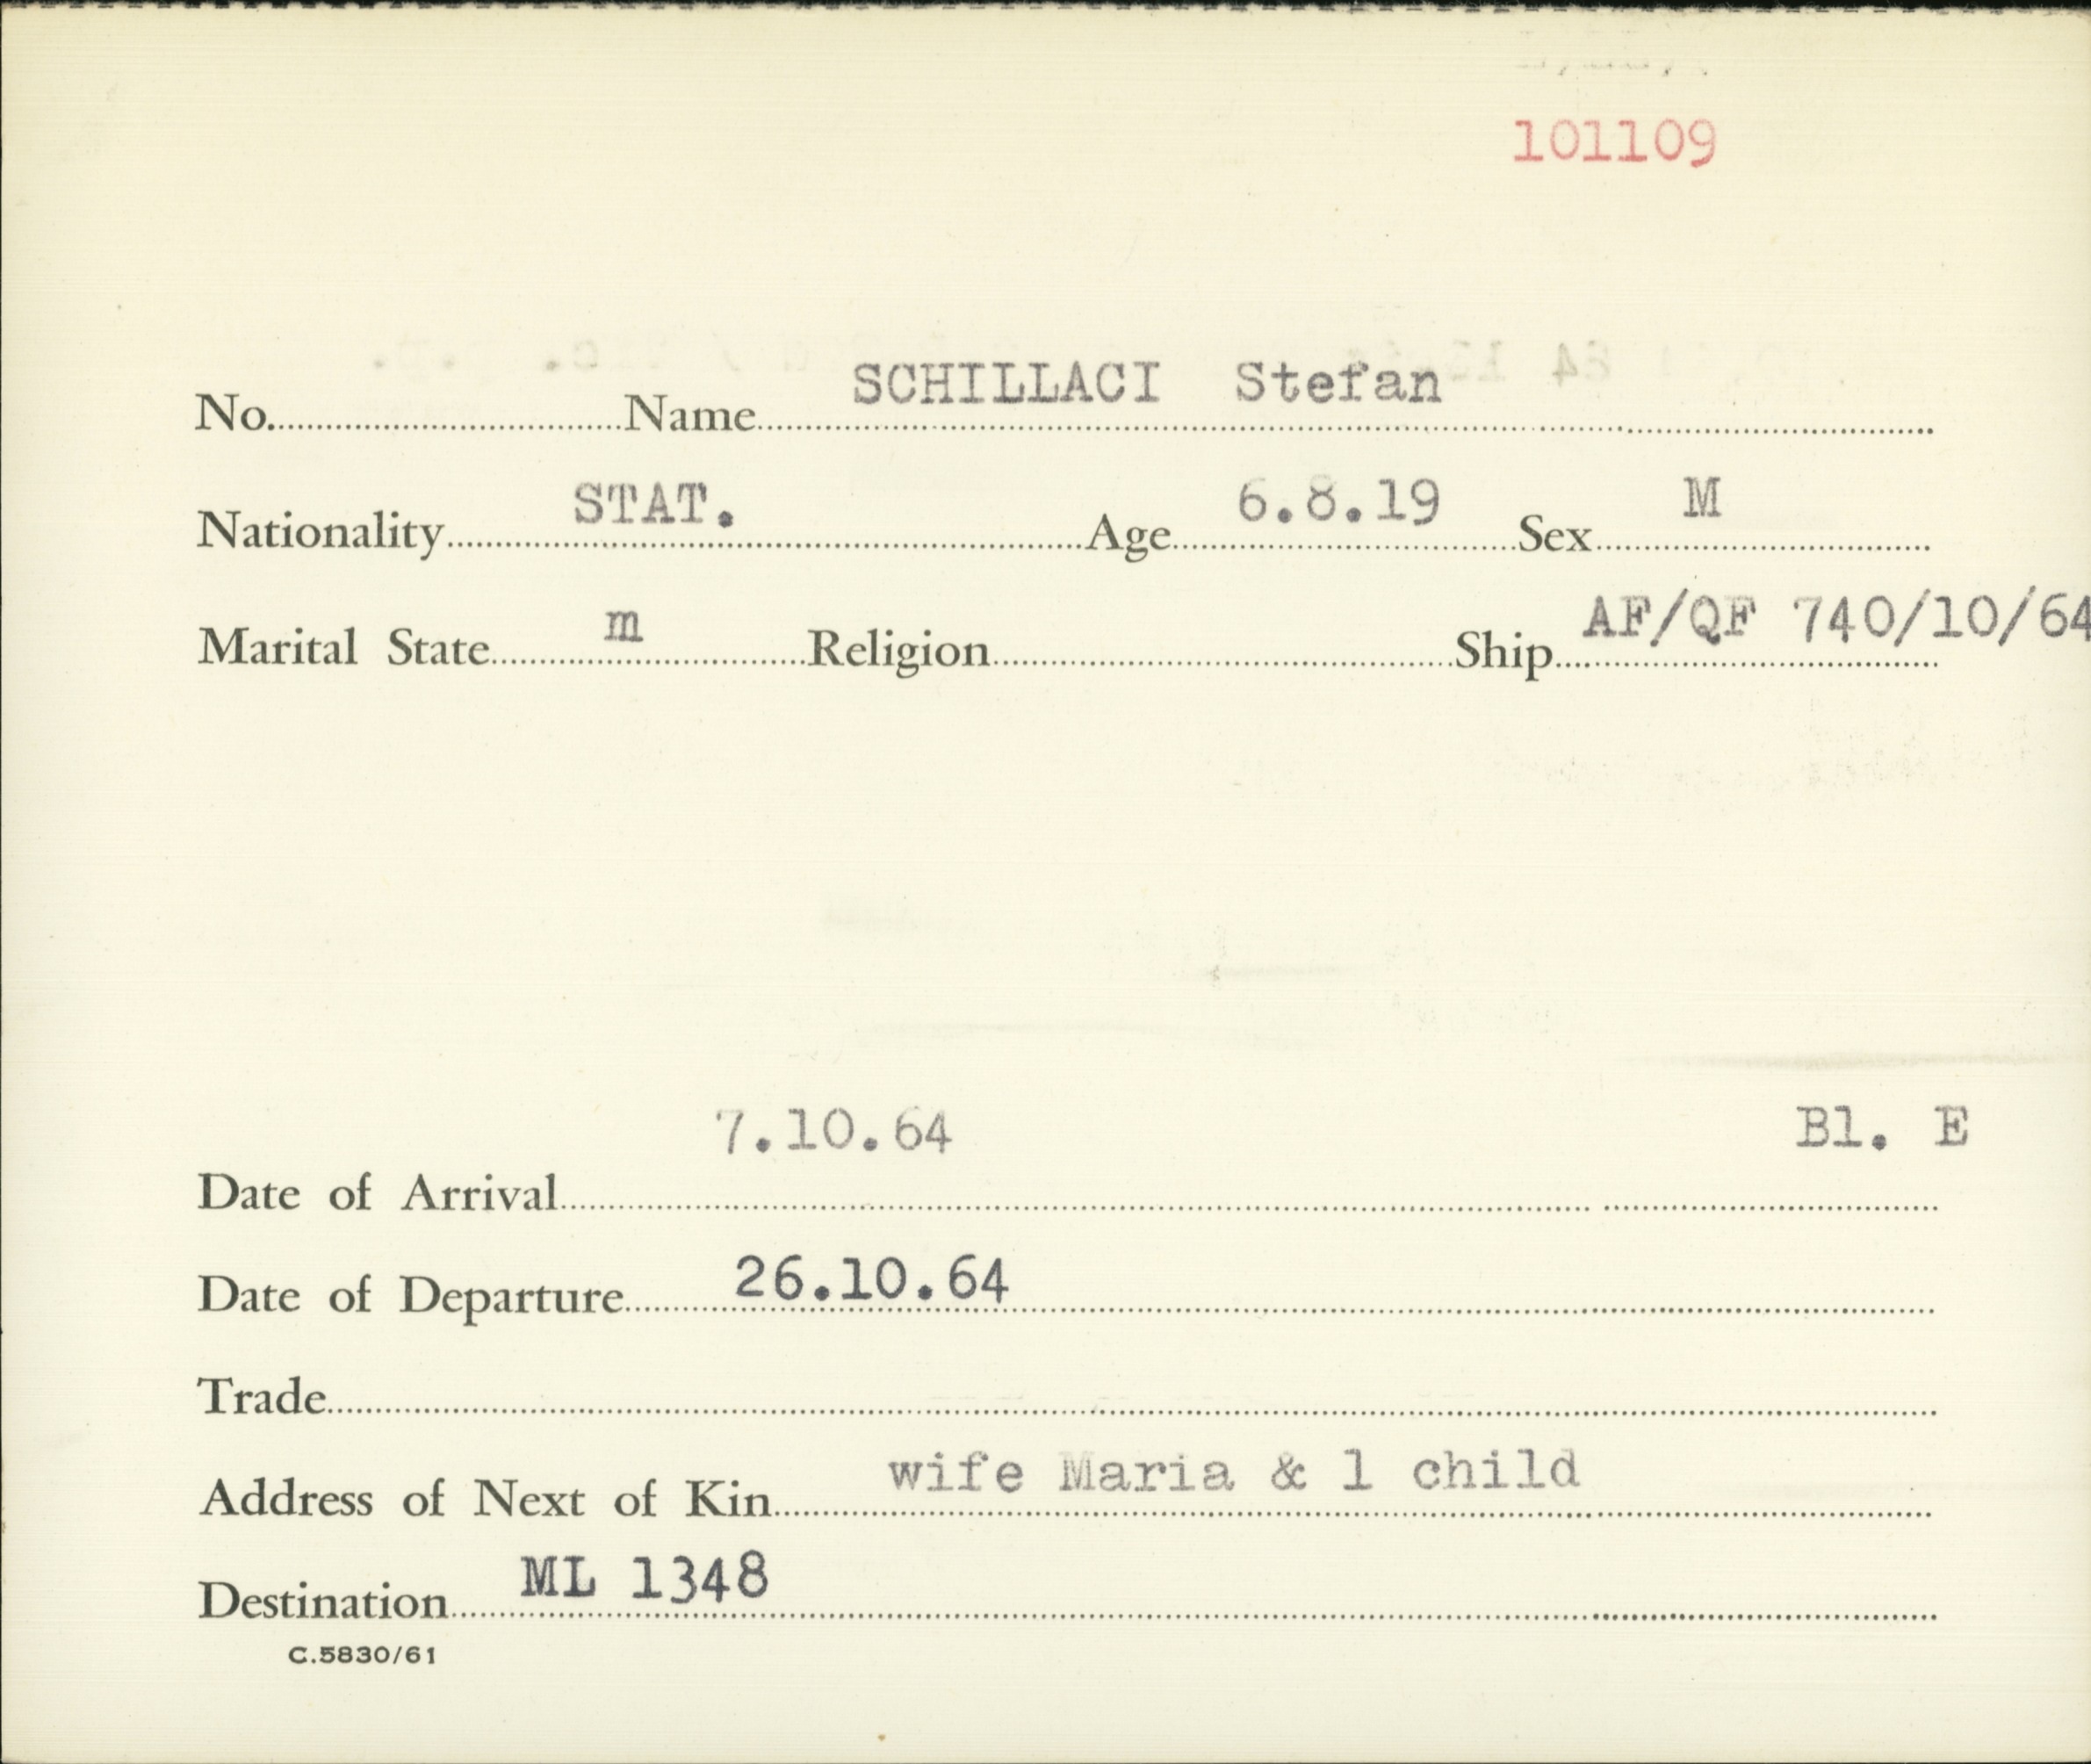 101109
No. Name SCHILLACI Stefan
Nationality STAT. Age 6.8.19 Sex M
Marital State m Religion Ship AF/QF 740/10/64
7.10.64 Bl. E
Date of Arrival
Date of Departure 26.10.64
Trade
Address of Next of Kin wife Maria & 1 child
Destination ML 1348
C.5830/61